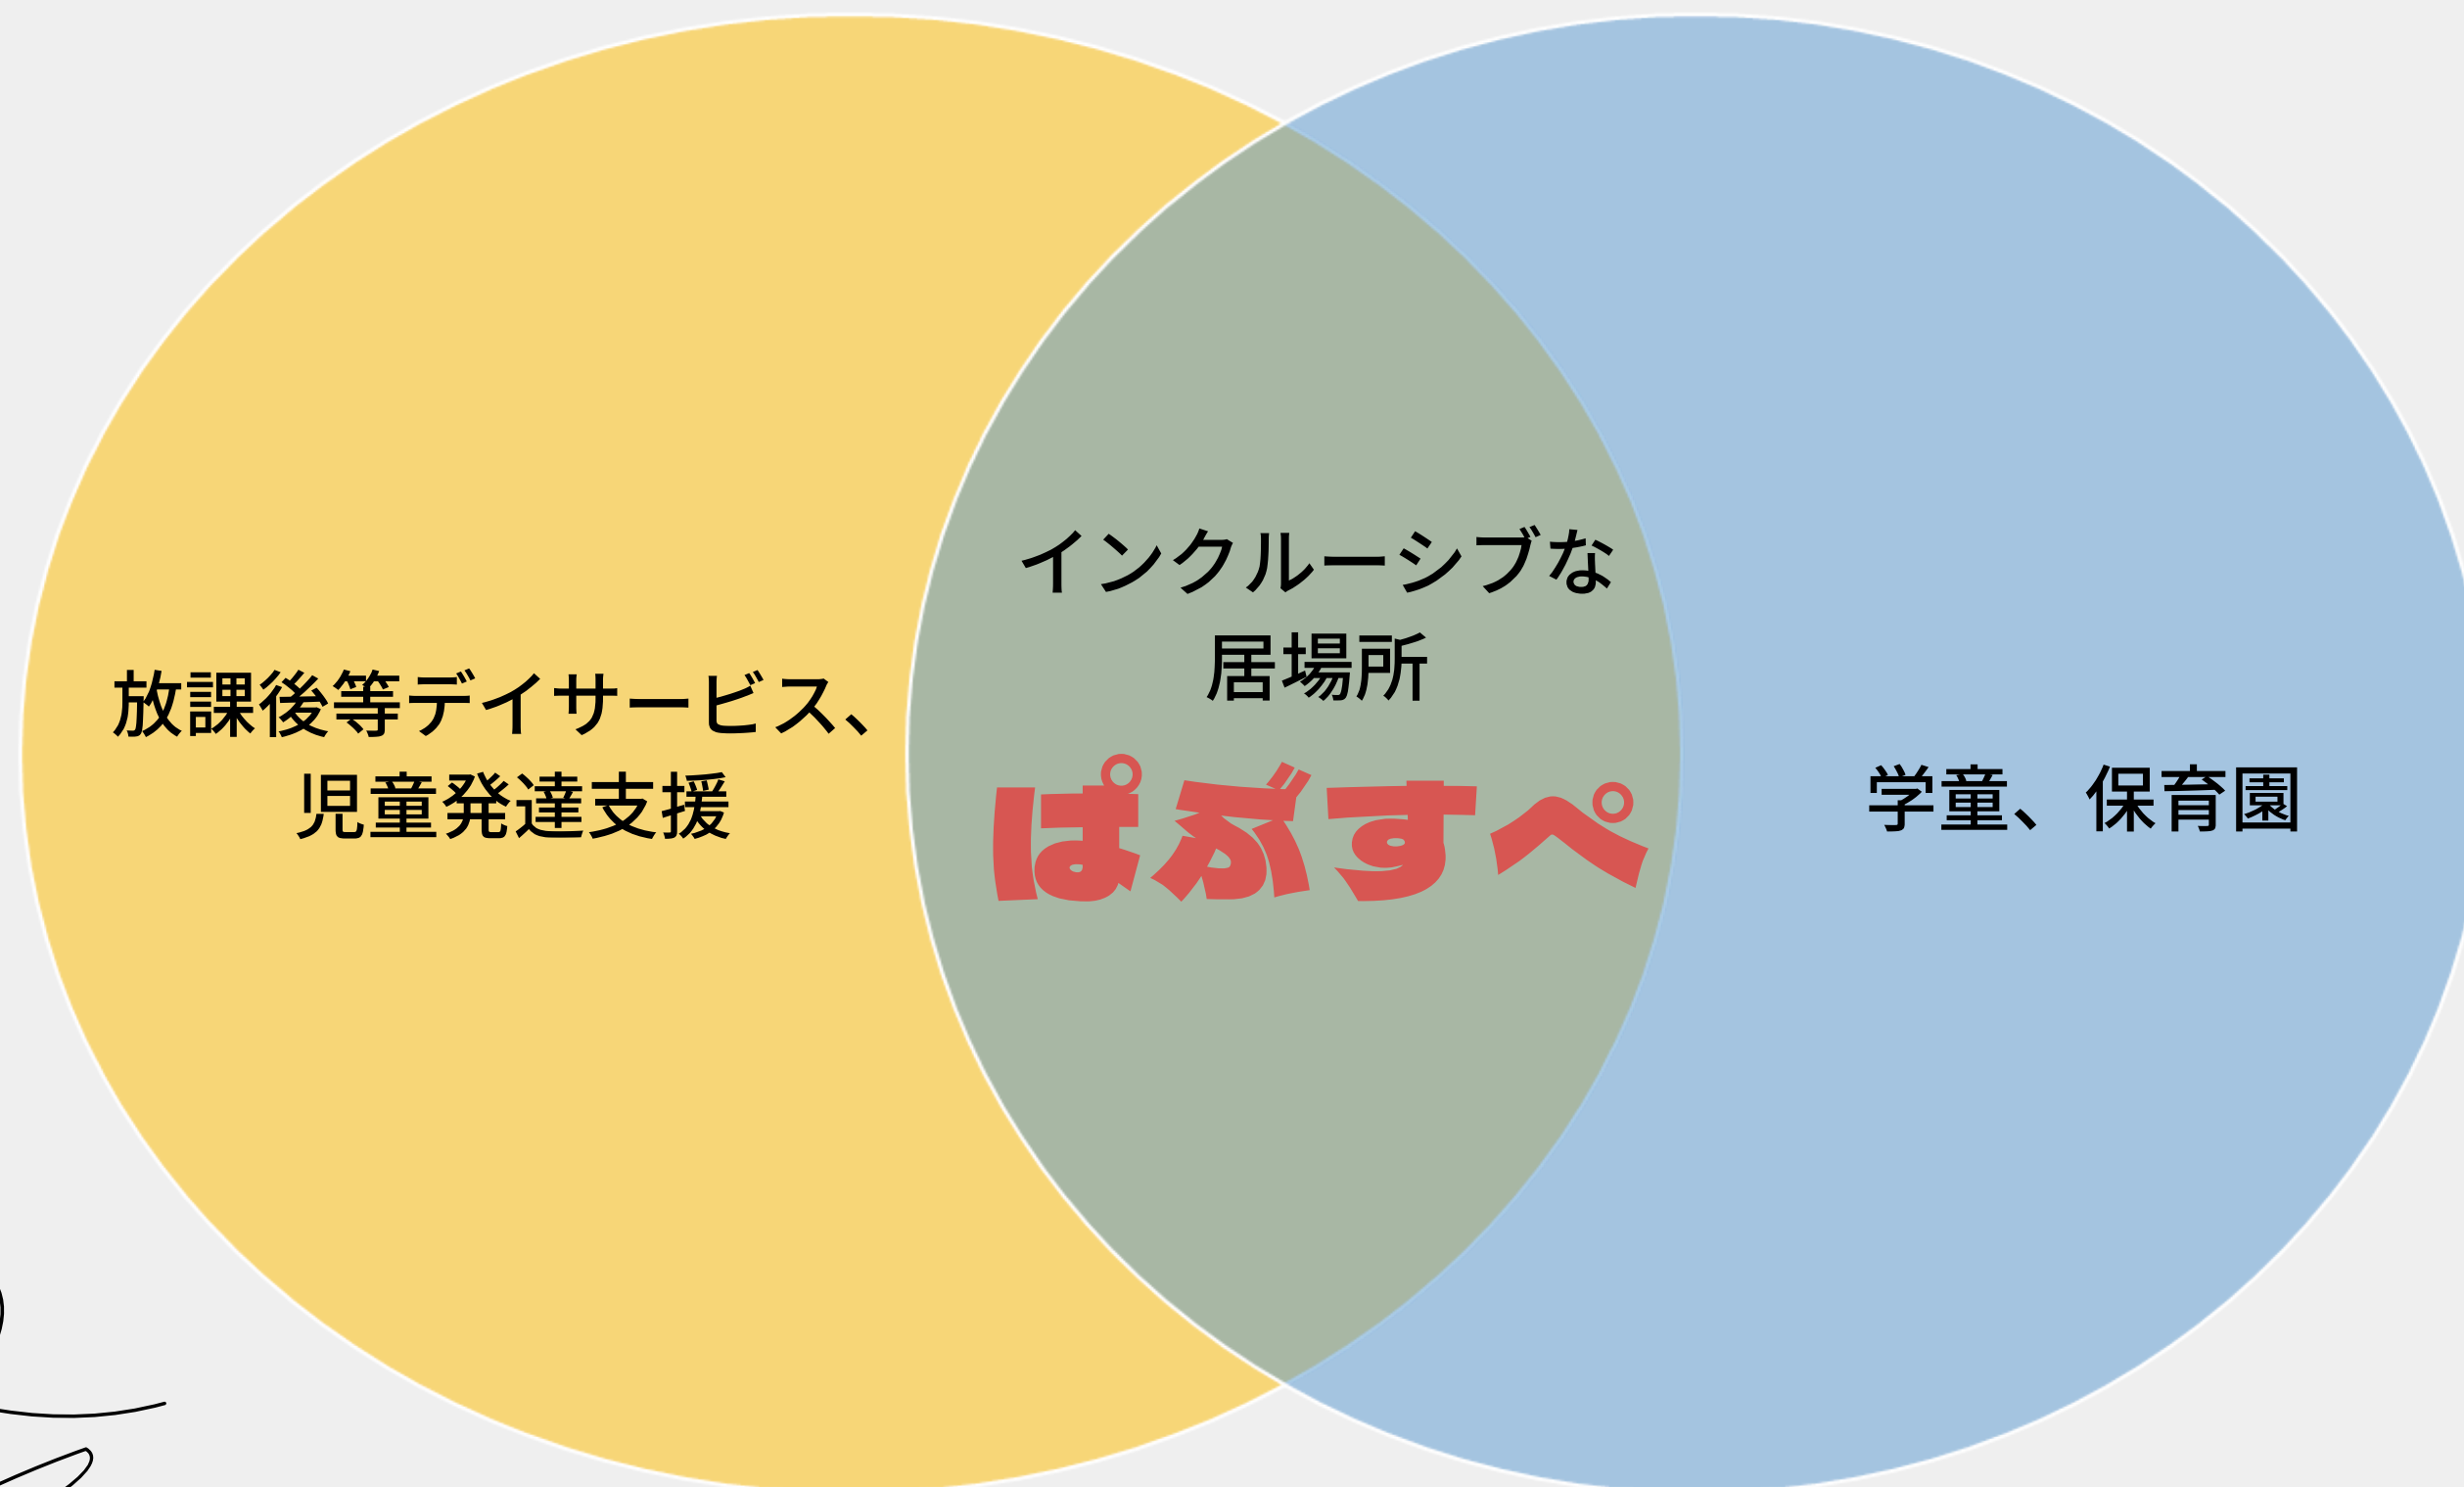 放課後等デイサービス、
児童発達支援
インクルーシブな
居場所
ぱぶすぺ
学童、保育園